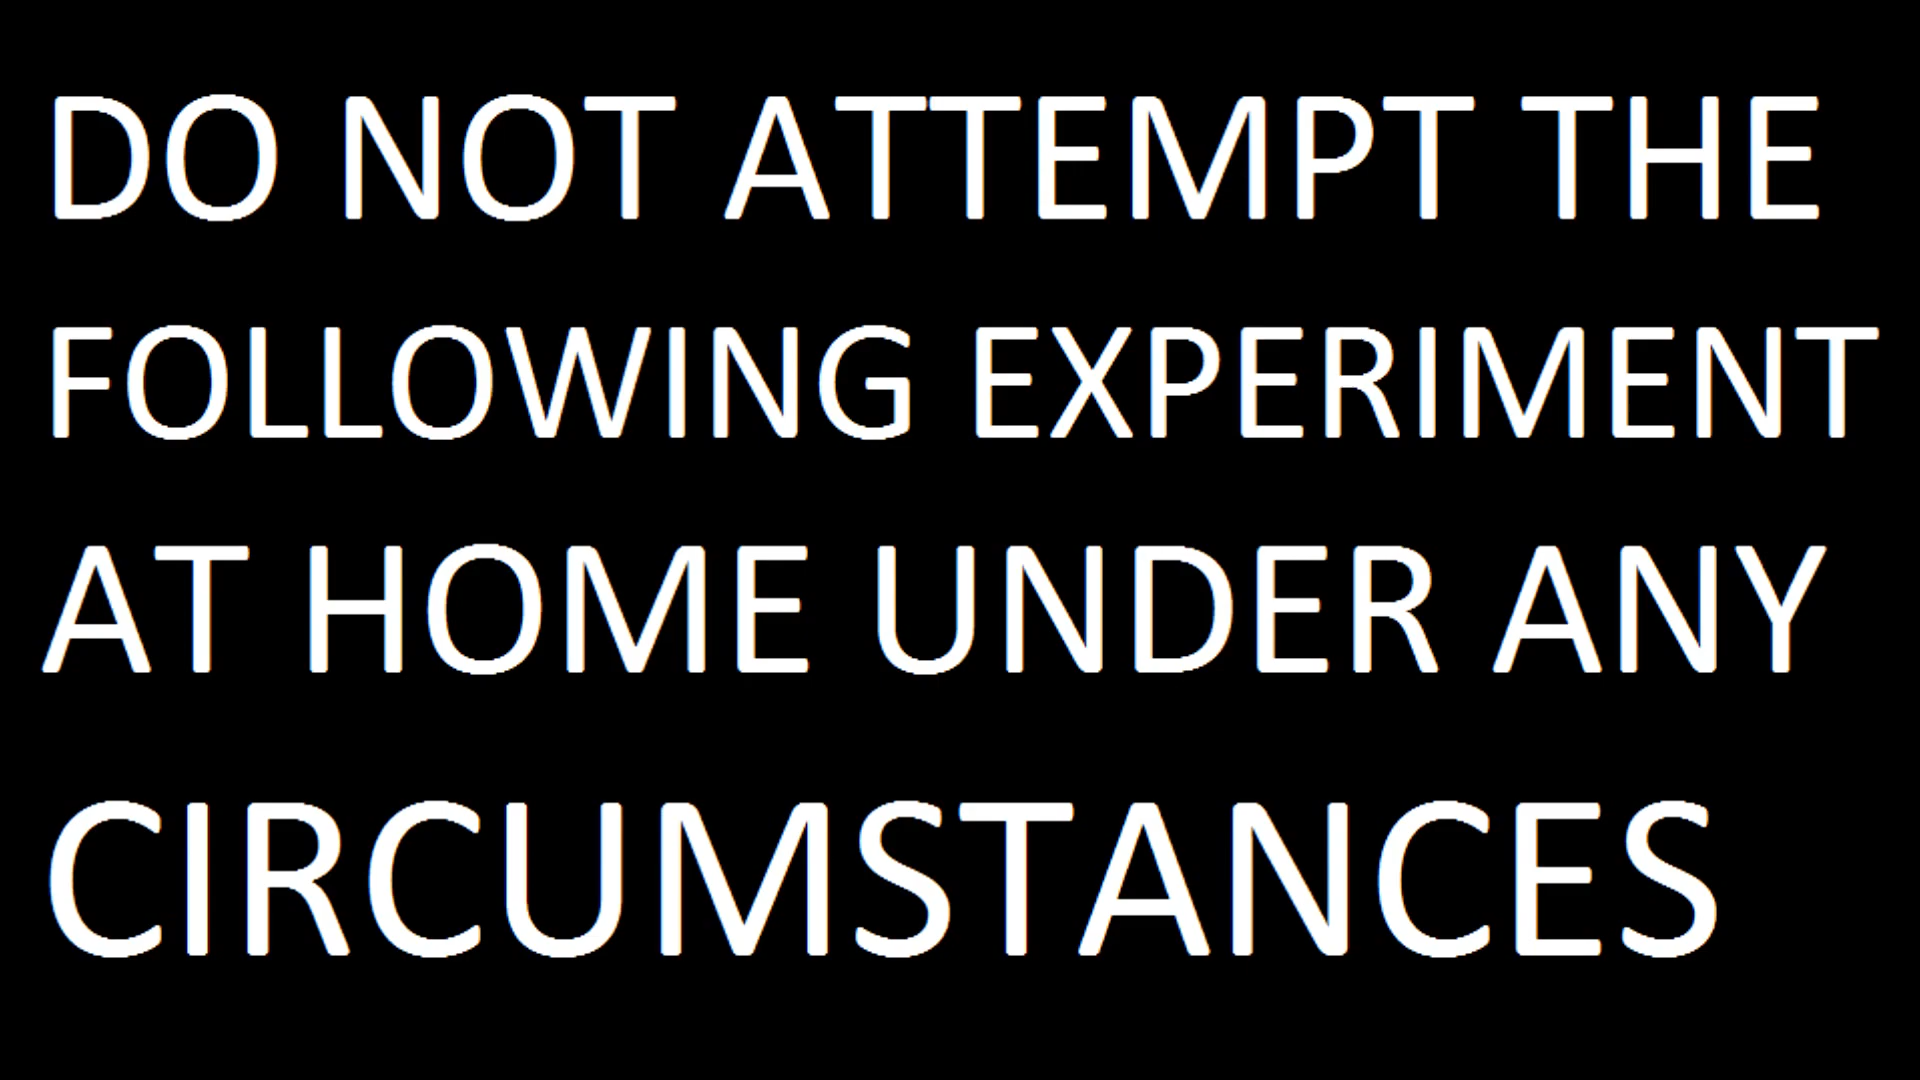 DO NOT ATTEMPT THE
FOLLOWING EXPERIMENT
AT HOME UNDER ANY
CIRCUMSTANCES